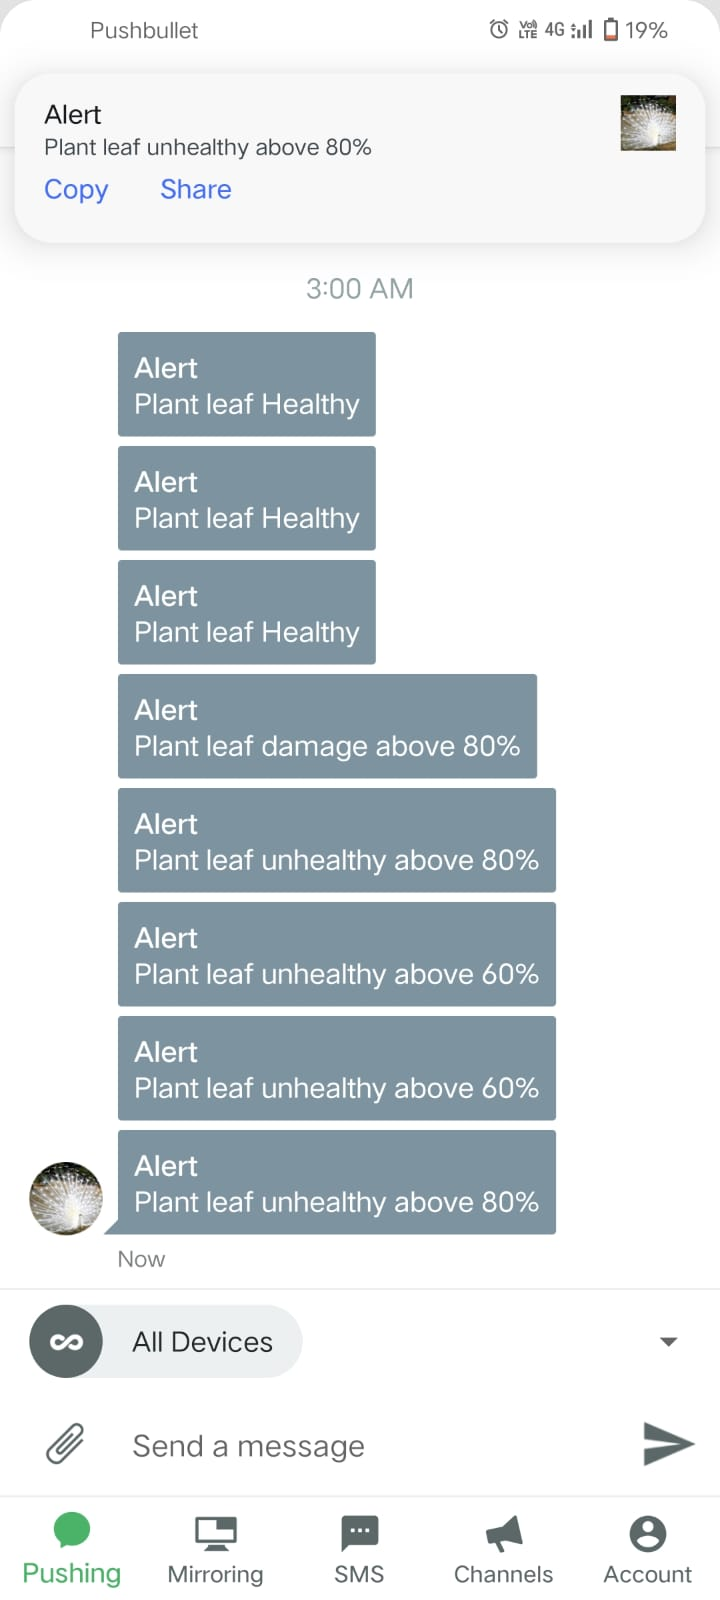 Pushbullet
Vo) LTE 4G 19%
Alert
Plant leaf unhealthy above 80%
Copy Share
3:00 AM
Alert
Plant leaf Healthy
Alert
Plant leaf Healthy
Alert
Plant leaf Healthy
Alert
Plant leaf damage above 80%
Alert
Plant leaf unhealthy above 80%
Alert
Plant leaf unhealthy above 60%
Alert
Plant leaf unhealthy above 60%
Alert
Plant leaf unhealthy above 80%
Now
All Devices
Send a message
Pushing Mirroring SMS Channels Account